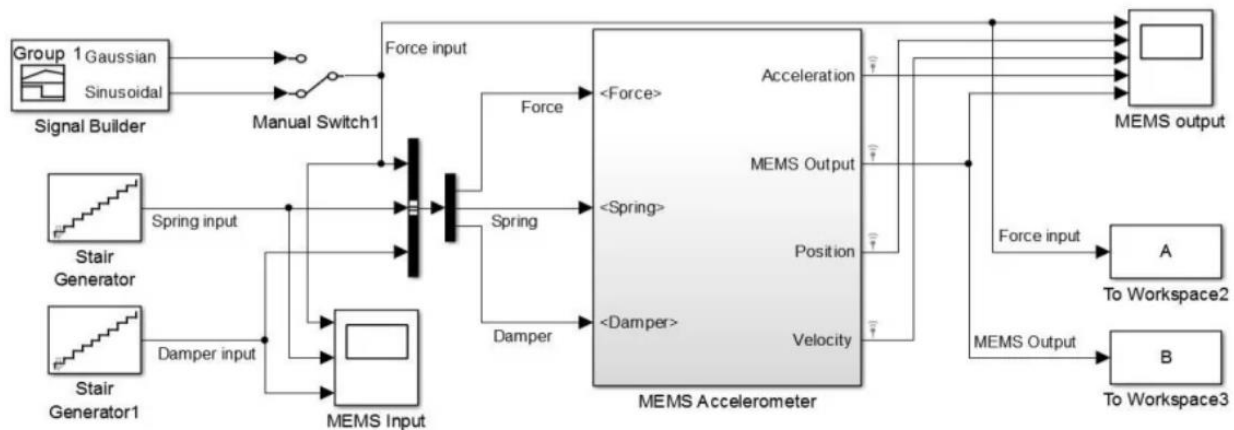 Group 1
Gaussian
Sinusoidal
Signal Builder
Manual Switch1
Force input
Force
<Force>
Acceleration
MEMS output
MEMS Output
Spring input
Stair
Generator
Spring
<Spring>
Position
Force input
A
To Workspace2
Damper input
Stair
Generator1
MEMS Input
Damper
<Damper>
Velocity
MEMS Accelerometer
MEMS Output
B
To Workspace3